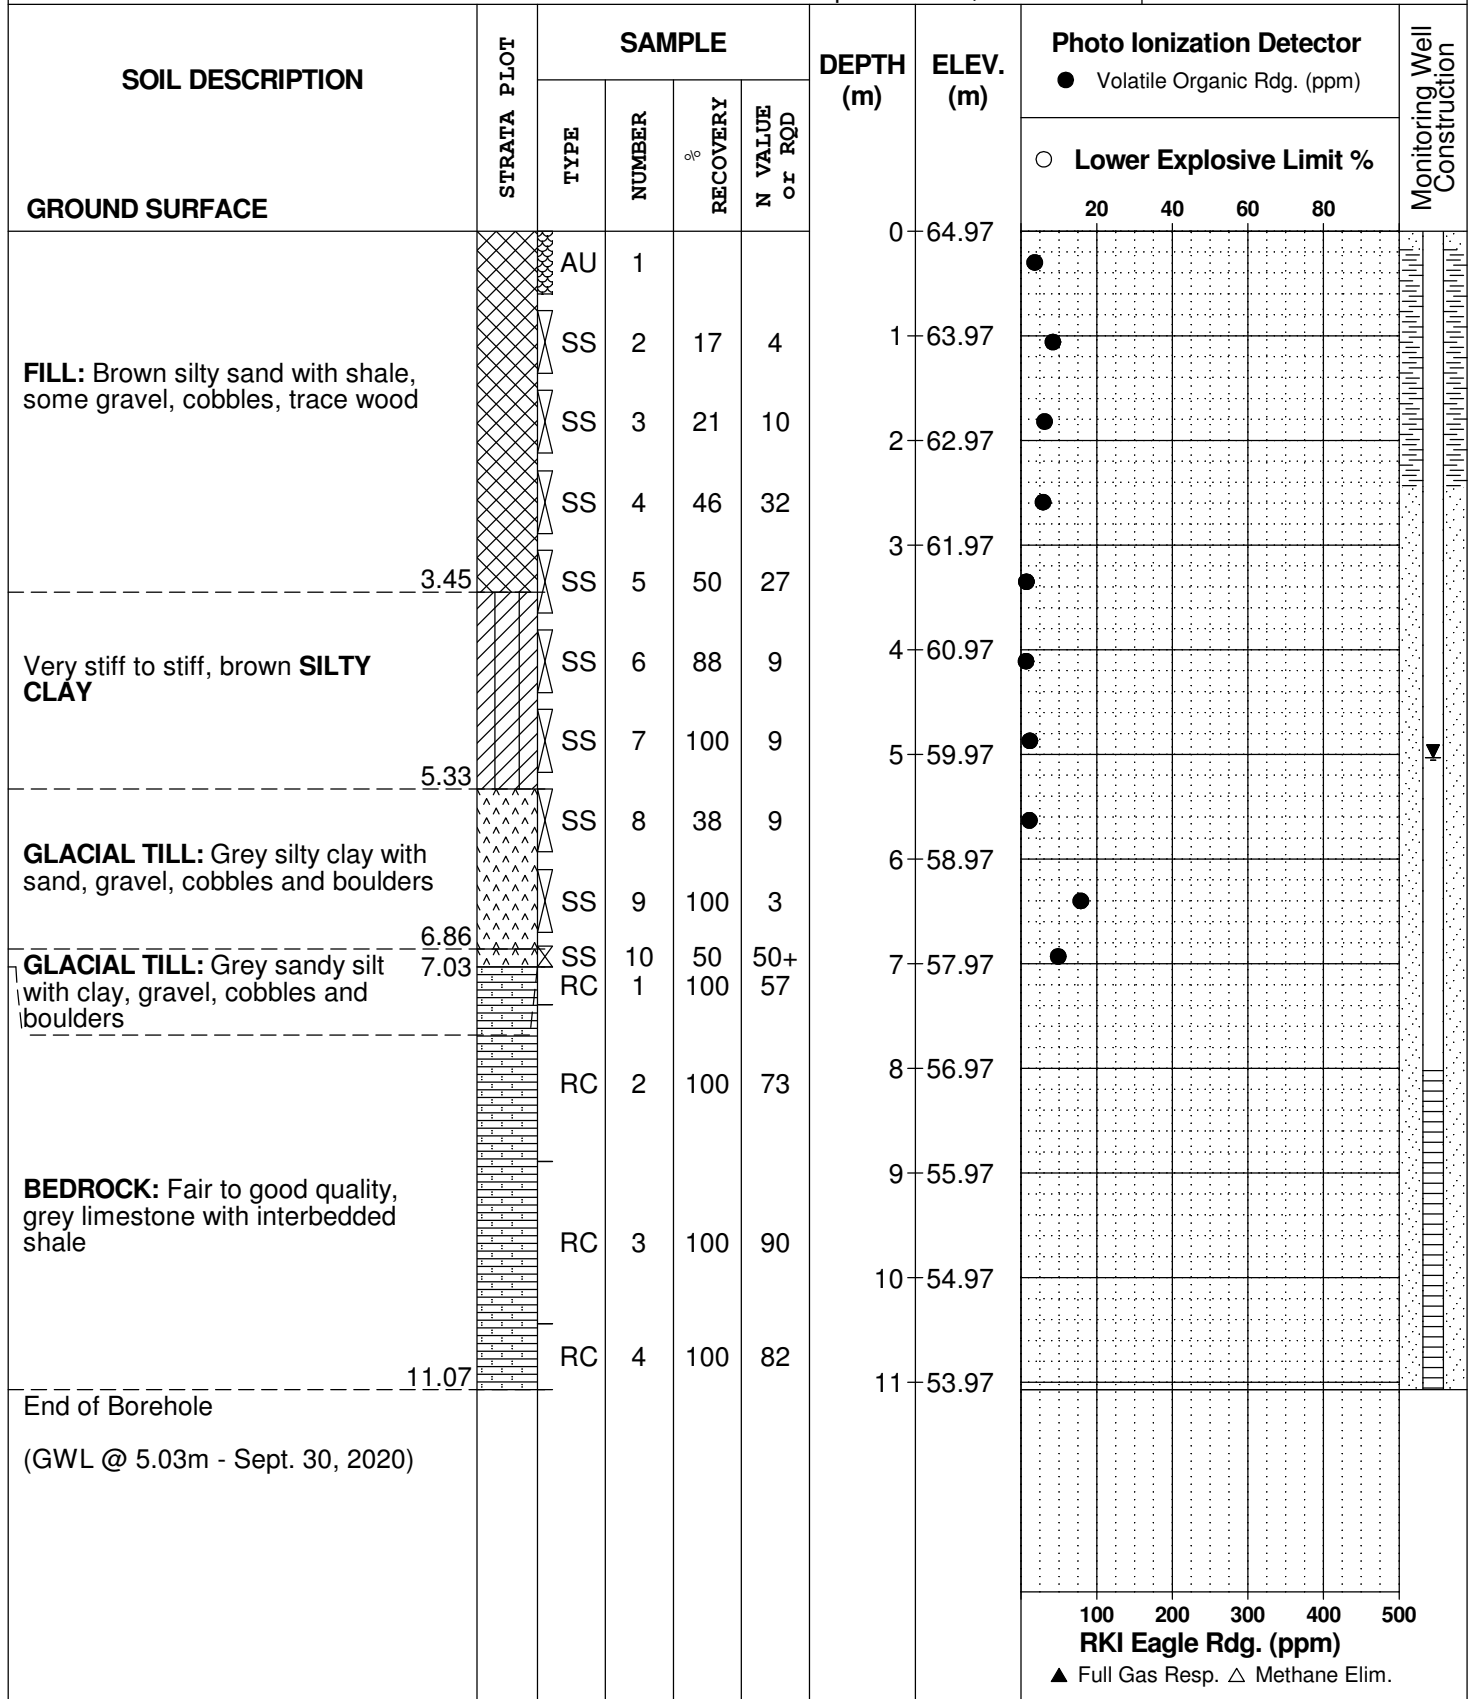 SOIL DESCRIPTION
GROUND SURFACE
STRATA PLOT
SAMPLE
TYPE
NUMBER
%
RECOVERY
N VALUE
or RQD
DEPTH
(m)
ELEV.
(m)
Photo Ionization Detector
● Volatile Organic Rdg. (ppm)
○ Lower Explosive Limit %
20 40 60 80
Monitoring Well
Construction
0 64.97
AU 1
SS 2 17 4
1 63.97
FILL: Brown silty sand with shale,
some gravel, cobbles, trace wood
SS 3 21 10
2 62.97
SS 4 46 32
3 61.97
3.45
SS 5 50 27
4 60.97
Very stiff to stiff, brown SILTY
CLAY
SS 6 88 9
SS 7 100 9
5 59.97
5.33
SS 8 38 9
GLACIAL TILL: Grey silty clay with
sand, gravel, cobbles and boulders
6 58.97
SS 9 100 3
6.86
SS 10 50 50+
7 57.97
GLACIAL TILL: Grey sandy silt 7.03
with clay, gravel, cobbles and
boulders
RC 1 100 57
8 56.97
RC 2 100 73
9 55.97
BEDROCK: Fair to good quality,
grey limestone with interbedded
shale
RC 3 100 90
10 54.97
RC 4 100 82
11.07
11 53.97
End of Borehole
(GWL @ 5.03m - Sept. 30, 2020)
100 200 300 400 500
RKI Eagle Rdg. (ppm)
▲ Full Gas Resp. △ Methane Elim.